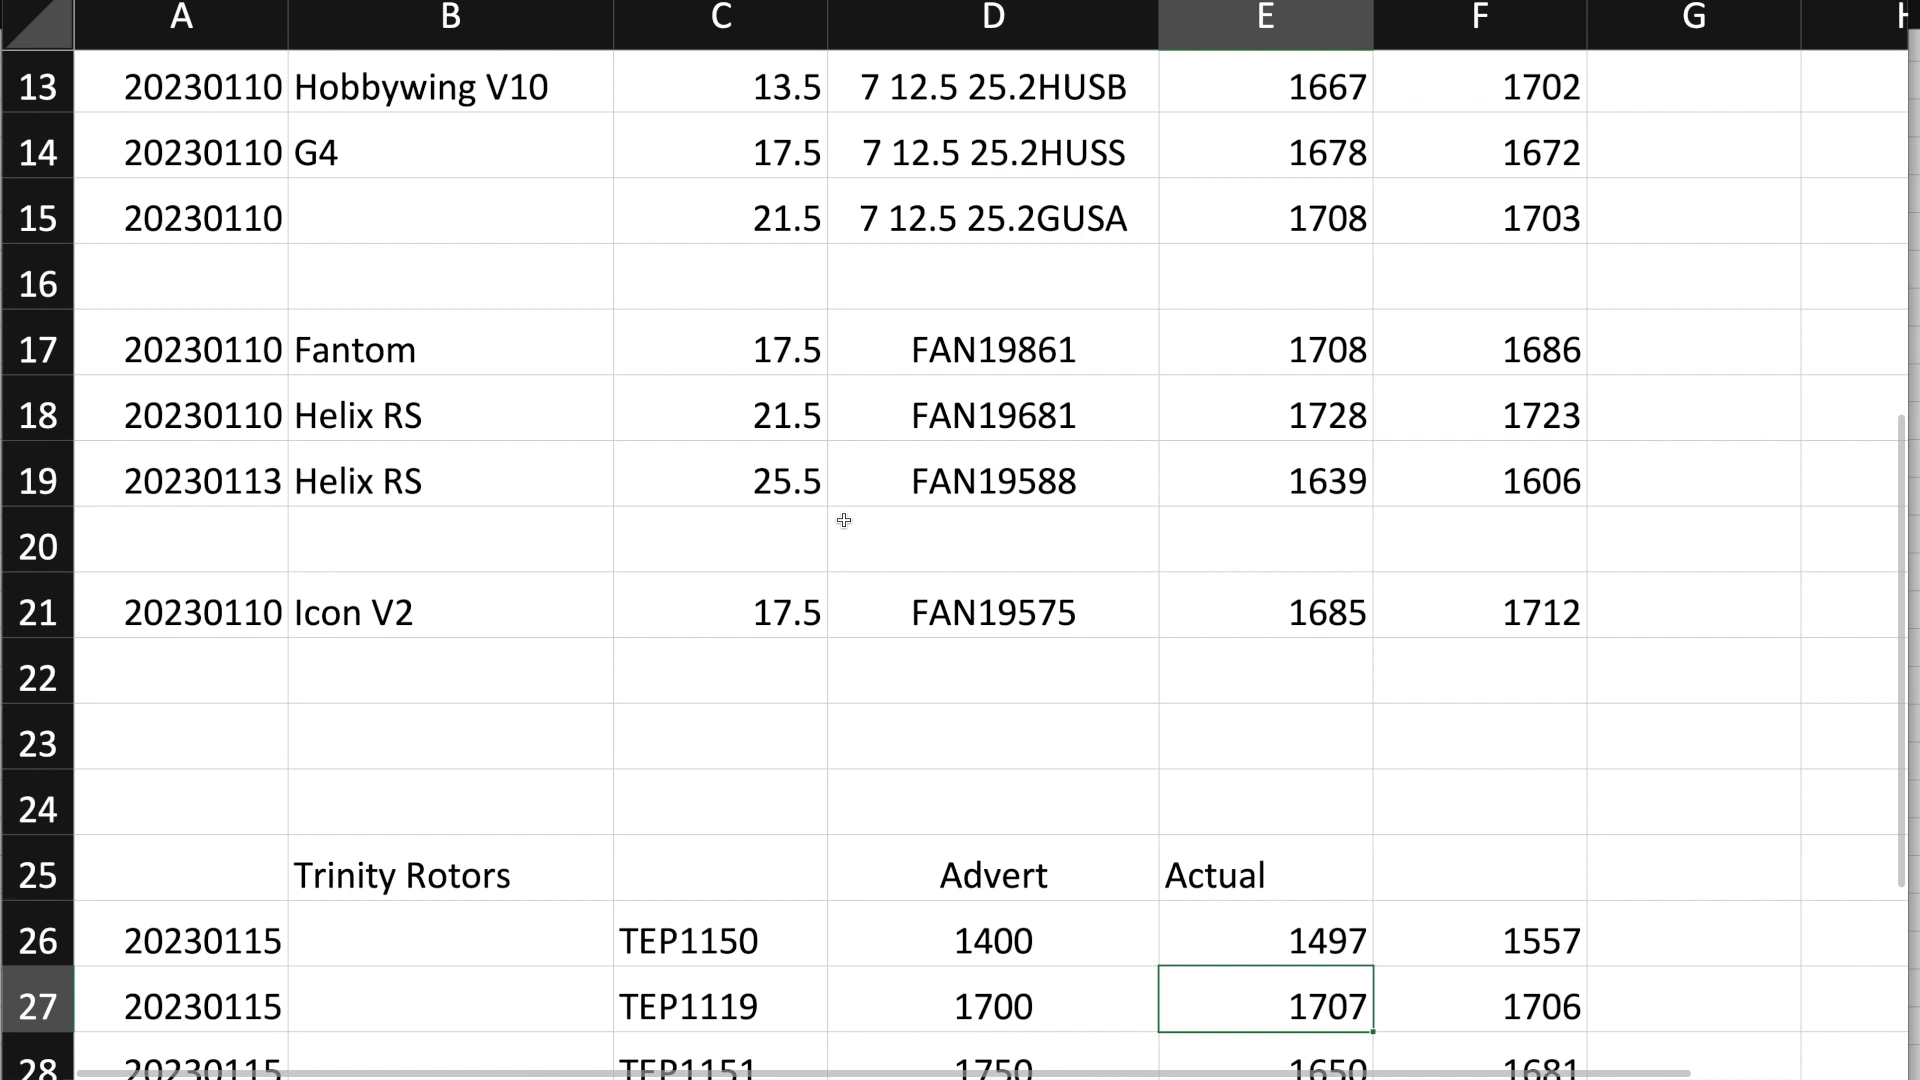 A B C D E F G H
13 20230110 Hobbywing V10 13.5 7 12.5 25.2HUSB 1667 1702
14 20230110 G4 17.5 7 12.5 25.2HUSS 1678 1672
15 20230110 21.5 7 12.5 25.2GUSA 1708 1703
16
17 20230110 Fantom 17.5 FAN19861 1708 1686
18 20230110 Helix RS 21.5 FAN19681 1728 1723
19 20230113 Helix RS 25.5 FAN19588 1639 1606
20
21 20230110 Icon V2 17.5 FAN19575 1685 1712
22
23
24
25 Trinity Rotors Advert Actual
26 20230115 TEP1150 1400 1497 1557
27 20230115 TEP1119 1700 1707 1706
28 20230115 TEP1151 1750 1650 1681